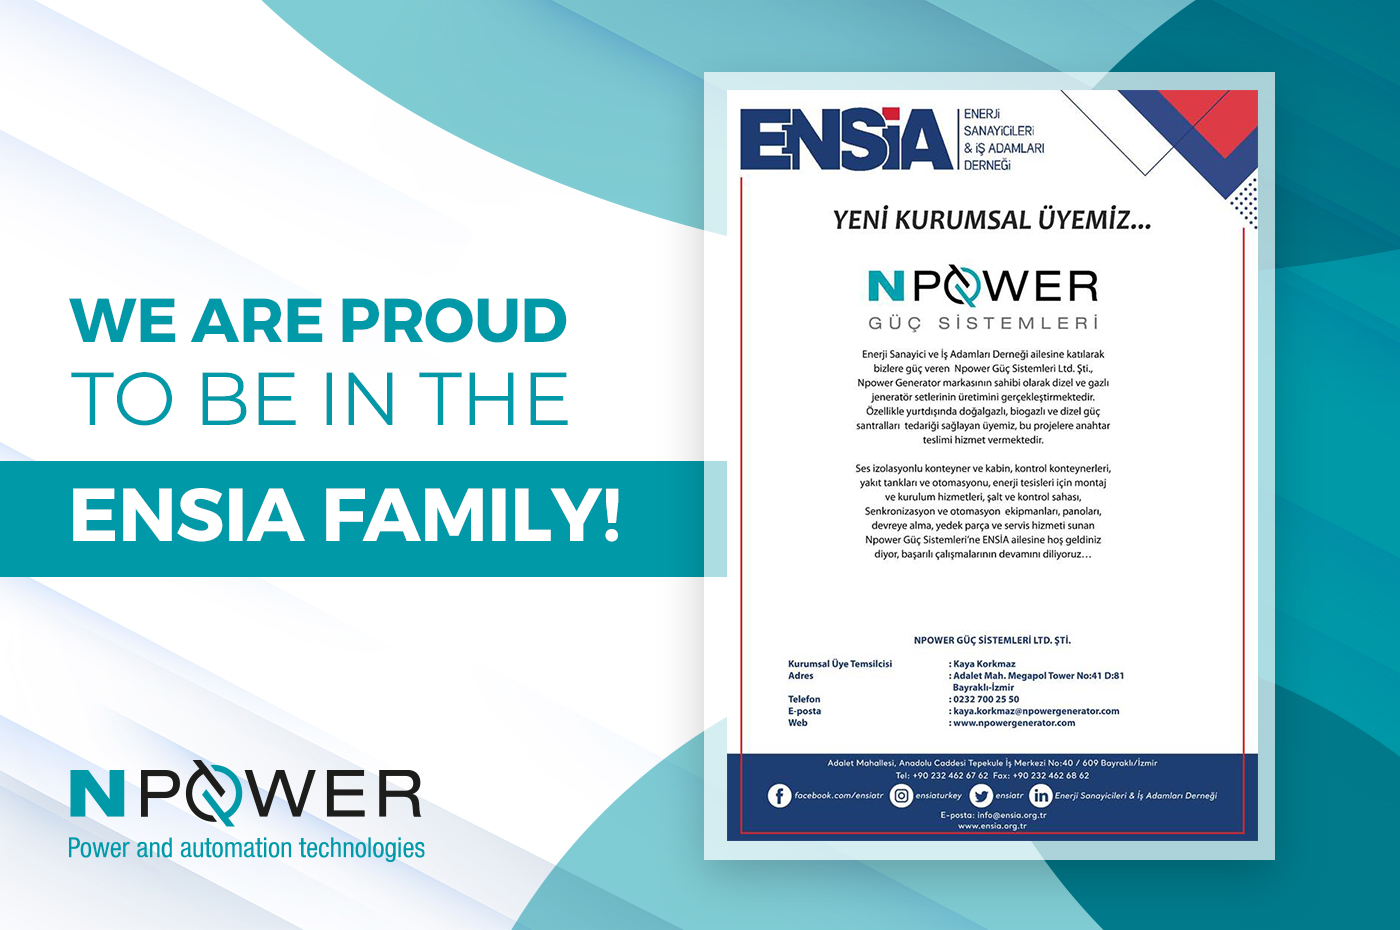 WE ARE PROUD
TO BE IN THE
ENSIA FAMILY!
NPOWER
Power and automation technologies
ENSiA
ENERJi
SANAYiCiLERi
& iŞ ADAMLARI
DERNEĞi
YENİ KURUMSAL ÜYEMİZ...
NPOWER
GÜÇ SİSTEMLERİ
Enerji Sanayici ve İş Adamları Derneği ailesine katılarak
bizlere güç veren Npower Güç Sistemleri Ltd. Şti.,
Npower Generator markasının sahibi olarak dizel ve gazlı
jeneratör setlerinin üretimini gerçekleştirmektedir.
Özellikle yurtdışında doğalgazlı, biogazlı ve dizel güç
santralları tedariği sağlayan üyemiz, bu projelere anahtar
teslimi hizmet vermektedir.
Ses izolasyonlu konteyner ve kabin, kontrol konteynerleri,
yakıt tankları ve otomasyonu, enerji tesisleri için montaj
ve kurulum hizmetleri, şalt ve kontrol sahası,
Senkronizasyon ve otomasyon ekipmanları, panoları,
devreye alma, yedek parça ve servis hizmeti sunan
Npower Güç Sistemleri'ne ENSİA ailesine hoş geldiniz
diyor, başarılı çalışmalarının devamını diliyoruz…
NPOWER GÜÇ SİSTEMLERİ LTD. ŞTİ.
Kurumsal Üye Temsilcisi : Kaya Korkmaz
Adres : Adalet Mah. Megapol Tower No:41 D:81
Bayraklı-İzmir
Telefon : 0232 700 25 50
E-posta : kaya.korkmaz@npowergenerator.com
Web : www.npowergenerator.com
Adalet Mahallesi, Anadolu Caddesi Tepekule İş Merkezi No:40 / 609 Bayraklı/İzmir
Tel: +90 232 462 67 62 Fax: +90 232 462 68 62
facebook.com/ensiatr ensiaturkey ensiatr Enerji Sanayicileri & İş Adamları Derneği
E-posta: info@ensia.org.tr
www.ensia.org.tr